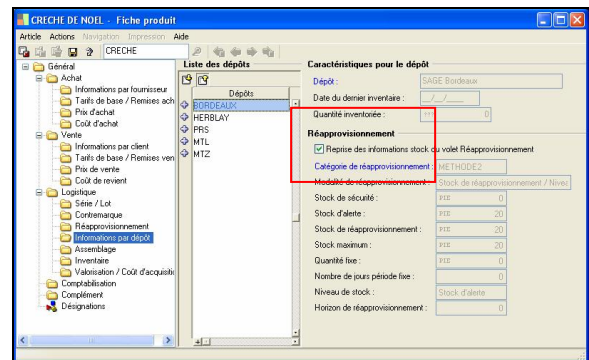 CRECHE DE NOEL - Fiche produit
Article Actions Navigation Impression Aide
CRECHE
Général
Achat
Informations par fournisseur
Tarifs de base / Remises ach
Prix d'achat
Coût d'achat
Vente
Informations par client
Tarifs de base / Remises ven
Prix de vente
Coût de revient
Logistique
Série / Lot
Contremarque
Réapprovisionnement
Informations par dépôt
Assemblage
Inventaire
Valorisation / Coût d'acquisitio
Comptabilisation
Complément
Désignations
Liste des dépôts
Dépôts
BORDEAUX
HERBLAY
PRS
MTL
MTZ
Caractéristiques pour le dépôt
Dépôt : SAGE Bordeaux
Date du dernier inventaire : __/__/____
Quantité inventoriée : 0
Réapprovisionnement
Reprise des informations stock du volet Réapprovisionnement
Catégorie de réapprovisionnement : METHODE2
Modalité de réapprovisionnement : Stock de réapprovisionnement / Nivea
Stock de sécurité : PIE 0
Stock d'alerte : PIE 20
Stock de réapprovisionnement : PIE 20
Stock maximum : PIE 20
Quantité fixe : PIE 0
Nombre de jours période fixe : 0
Niveau de stock : Stock d'alerte
Horizon de réapprovisionnement : 0